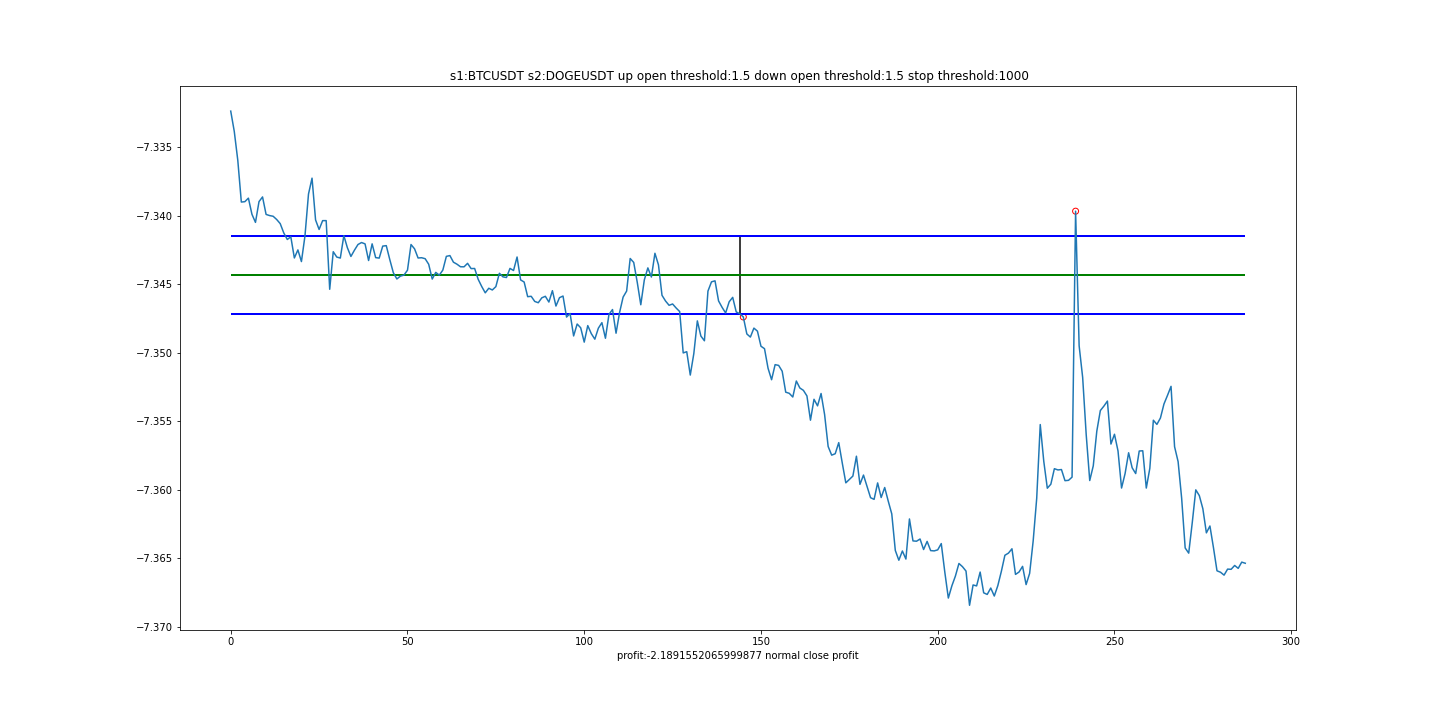 s1:BTCUSDT s2:DOGEUSDT up open threshold:1.5 down open threshold:1.5 stop threshold:1000
−7.335
−7.340
−7.345
−7.350
−7.355
−7.360
−7.365
−7.370
0 50 100 150 200 250 300
profit:-2.1891552065999877 normal close profit